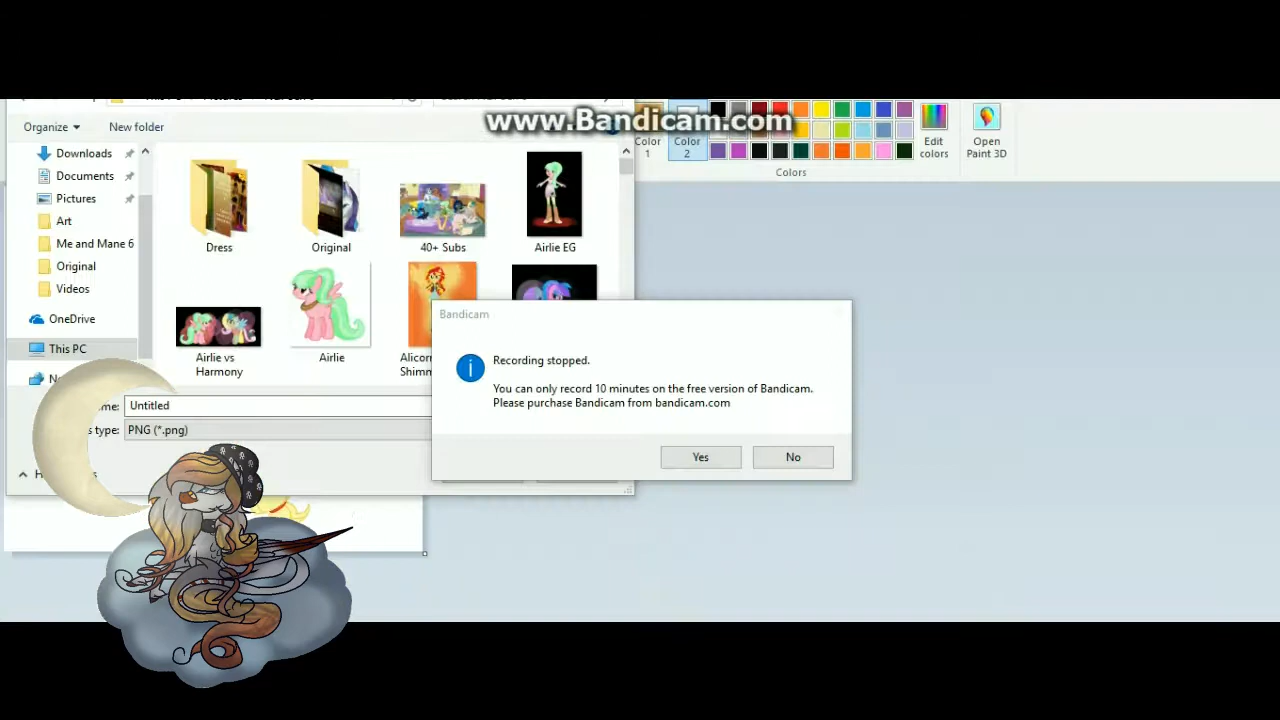 www.Bandicam.com
Organize
New folder
Color 1
Color 2
Edit colors
Open Paint 3D
Colors
Downloads
Documents
Pictures
Art
Me and Mane 6
Original
Videos
OneDrive
This PC
Dress
Original
40+ Subs
Airlie EG
Airlie vs Harmony
Airlie
Bandicam
Recording stopped.
You can only record 10 minutes on the free version of Bandicam.
Please purchase Bandicam from bandicam.com
Yes
No
Untitled
type:
PNG (*.png)